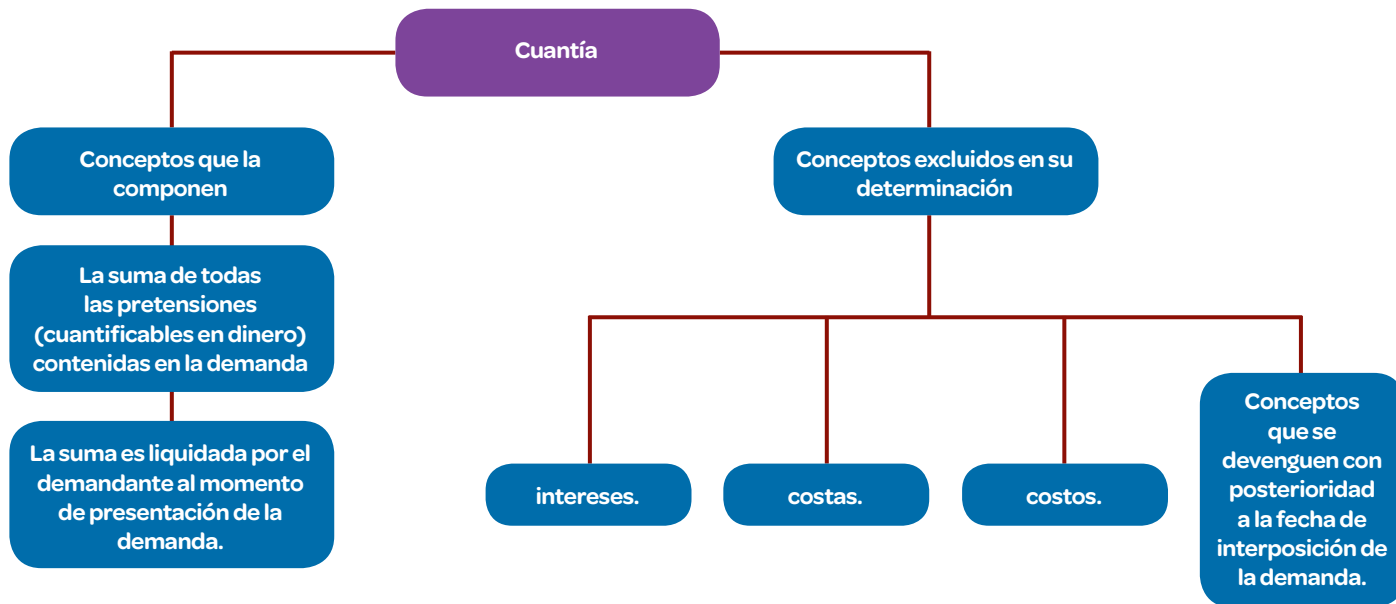 Cuantía
Conceptos que la
componen
La suma de todas
las pretensiones
(cuantificables en dinero)
contenidas en la demanda
La suma es liquidada por el
demandante al momento
de presentación de la
demanda.
Conceptos excluidos en su
determinación
intereses.
costas.
costos.
Conceptos
que se
devenguen con
posterioridad
a la fecha de
interposición de
la demanda.